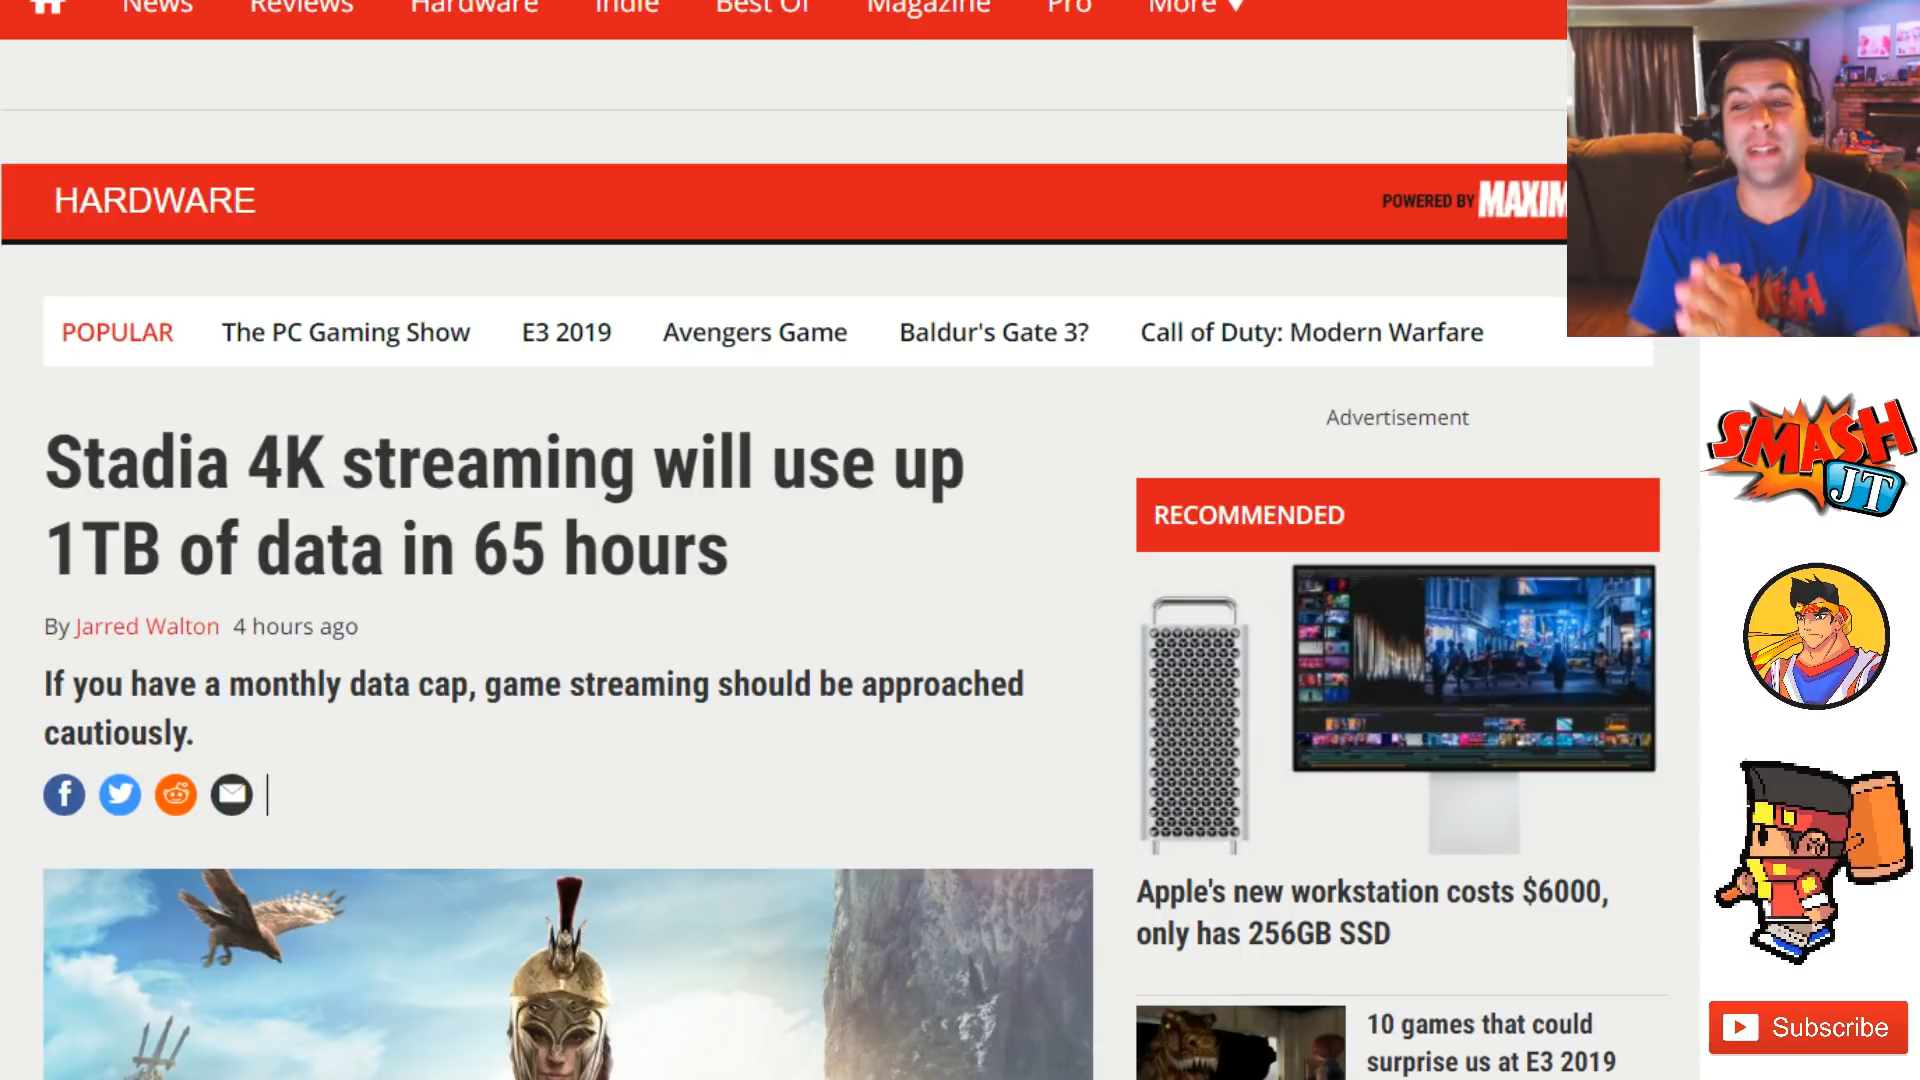 News Reviews Hardware Indie Best Of Magazine Pro More
HARDWARE
POWERED BY MAXIM
POPULAR The PC Gaming Show E3 2019 Avengers Game Baldur's Gate 3? Call of Duty: Modern Warfare
Stadia 4K streaming will use up
1TB of data in 65 hours
By Jarred Walton 4 hours ago
If you have a monthly data cap, game streaming should be approached
cautiously.
Advertisement
RECOMMENDED
Apple's new workstation costs $6000,
only has 256GB SSD
10 games that could
surprise us at E3 2019
SMASH
JT
Subscribe